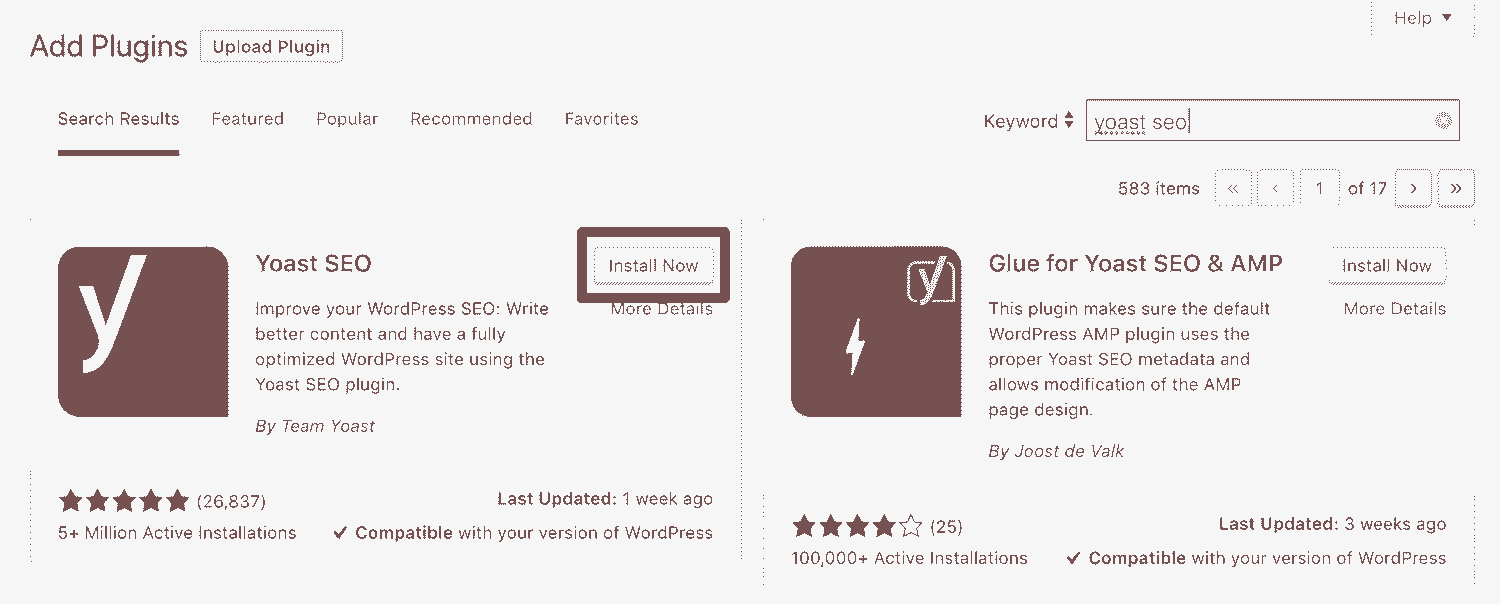 Help ▼
Add Plugins Upload Plugin
Search Results Featured Popular Recommended Favorites
Keyword yoast seo
583 items « ‹ 1 of 17 › »
Yoast SEO
Install Now
More Details
Improve your WordPress SEO: Write
better content and have a fully
optimized WordPress site using the
Yoast SEO plugin.
By Team Yoast
(26,837)
Last Updated: 1 week ago
5+ Million Active Installations
✔ Compatible with your version of WordPress
Glue for Yoast SEO & AMP
Install Now
More Details
This plugin makes sure the default
WordPress AMP plugin uses the
proper Yoast SEO metadata and
allows modification of the AMP
page design.
By Joost de Valk
(25)
Last Updated: 3 weeks ago
100,000+ Active Installations
✔ Compatible with your version of WordPress